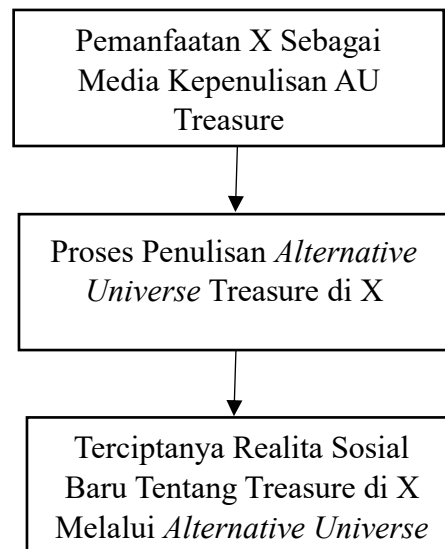 Pemanfaatan X Sebagai
Media Kepenulisan AU
Treasure
Proses Penulisan Alternative
Universe Treasure di X
Terciptanya Realita Sosial
Baru Tentang Treasure di X
Melalui Alternative Universe